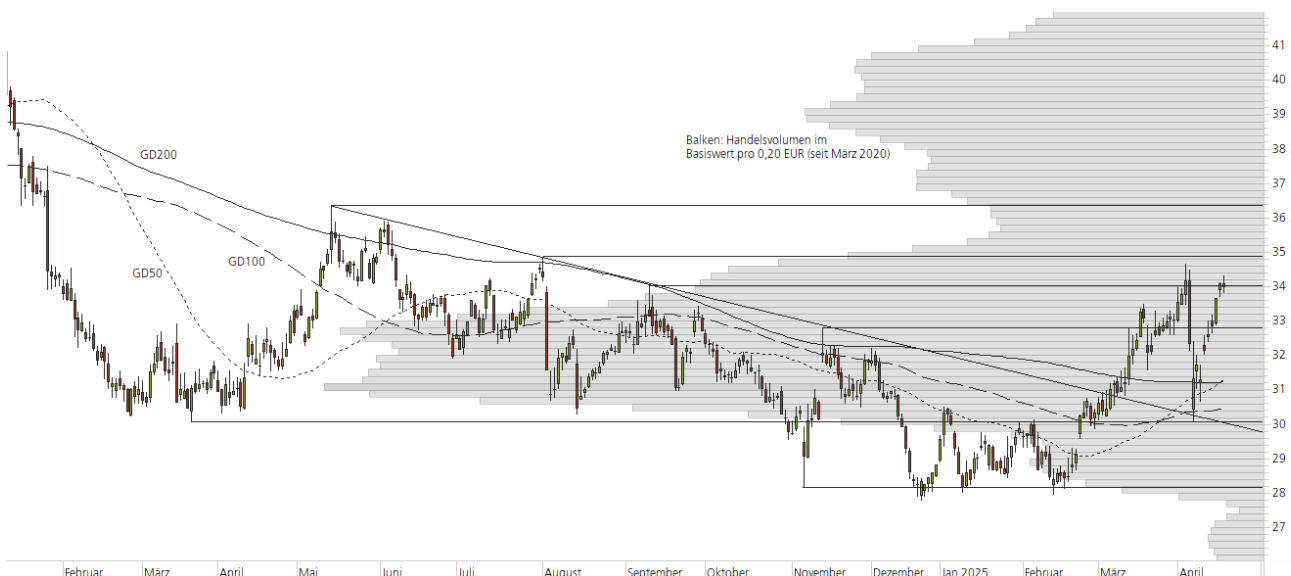 41
40
39
Balken: Handelsvolumen im
Basiswert pro 0,20 EUR (seit März 2020)
38
GD200
37
36
35
GD100
GD50
34
33
32
31
30
29
28
27
Februar März April Mai Juni Juli August September Oktober November Dezember Jan 2025 Februar März April